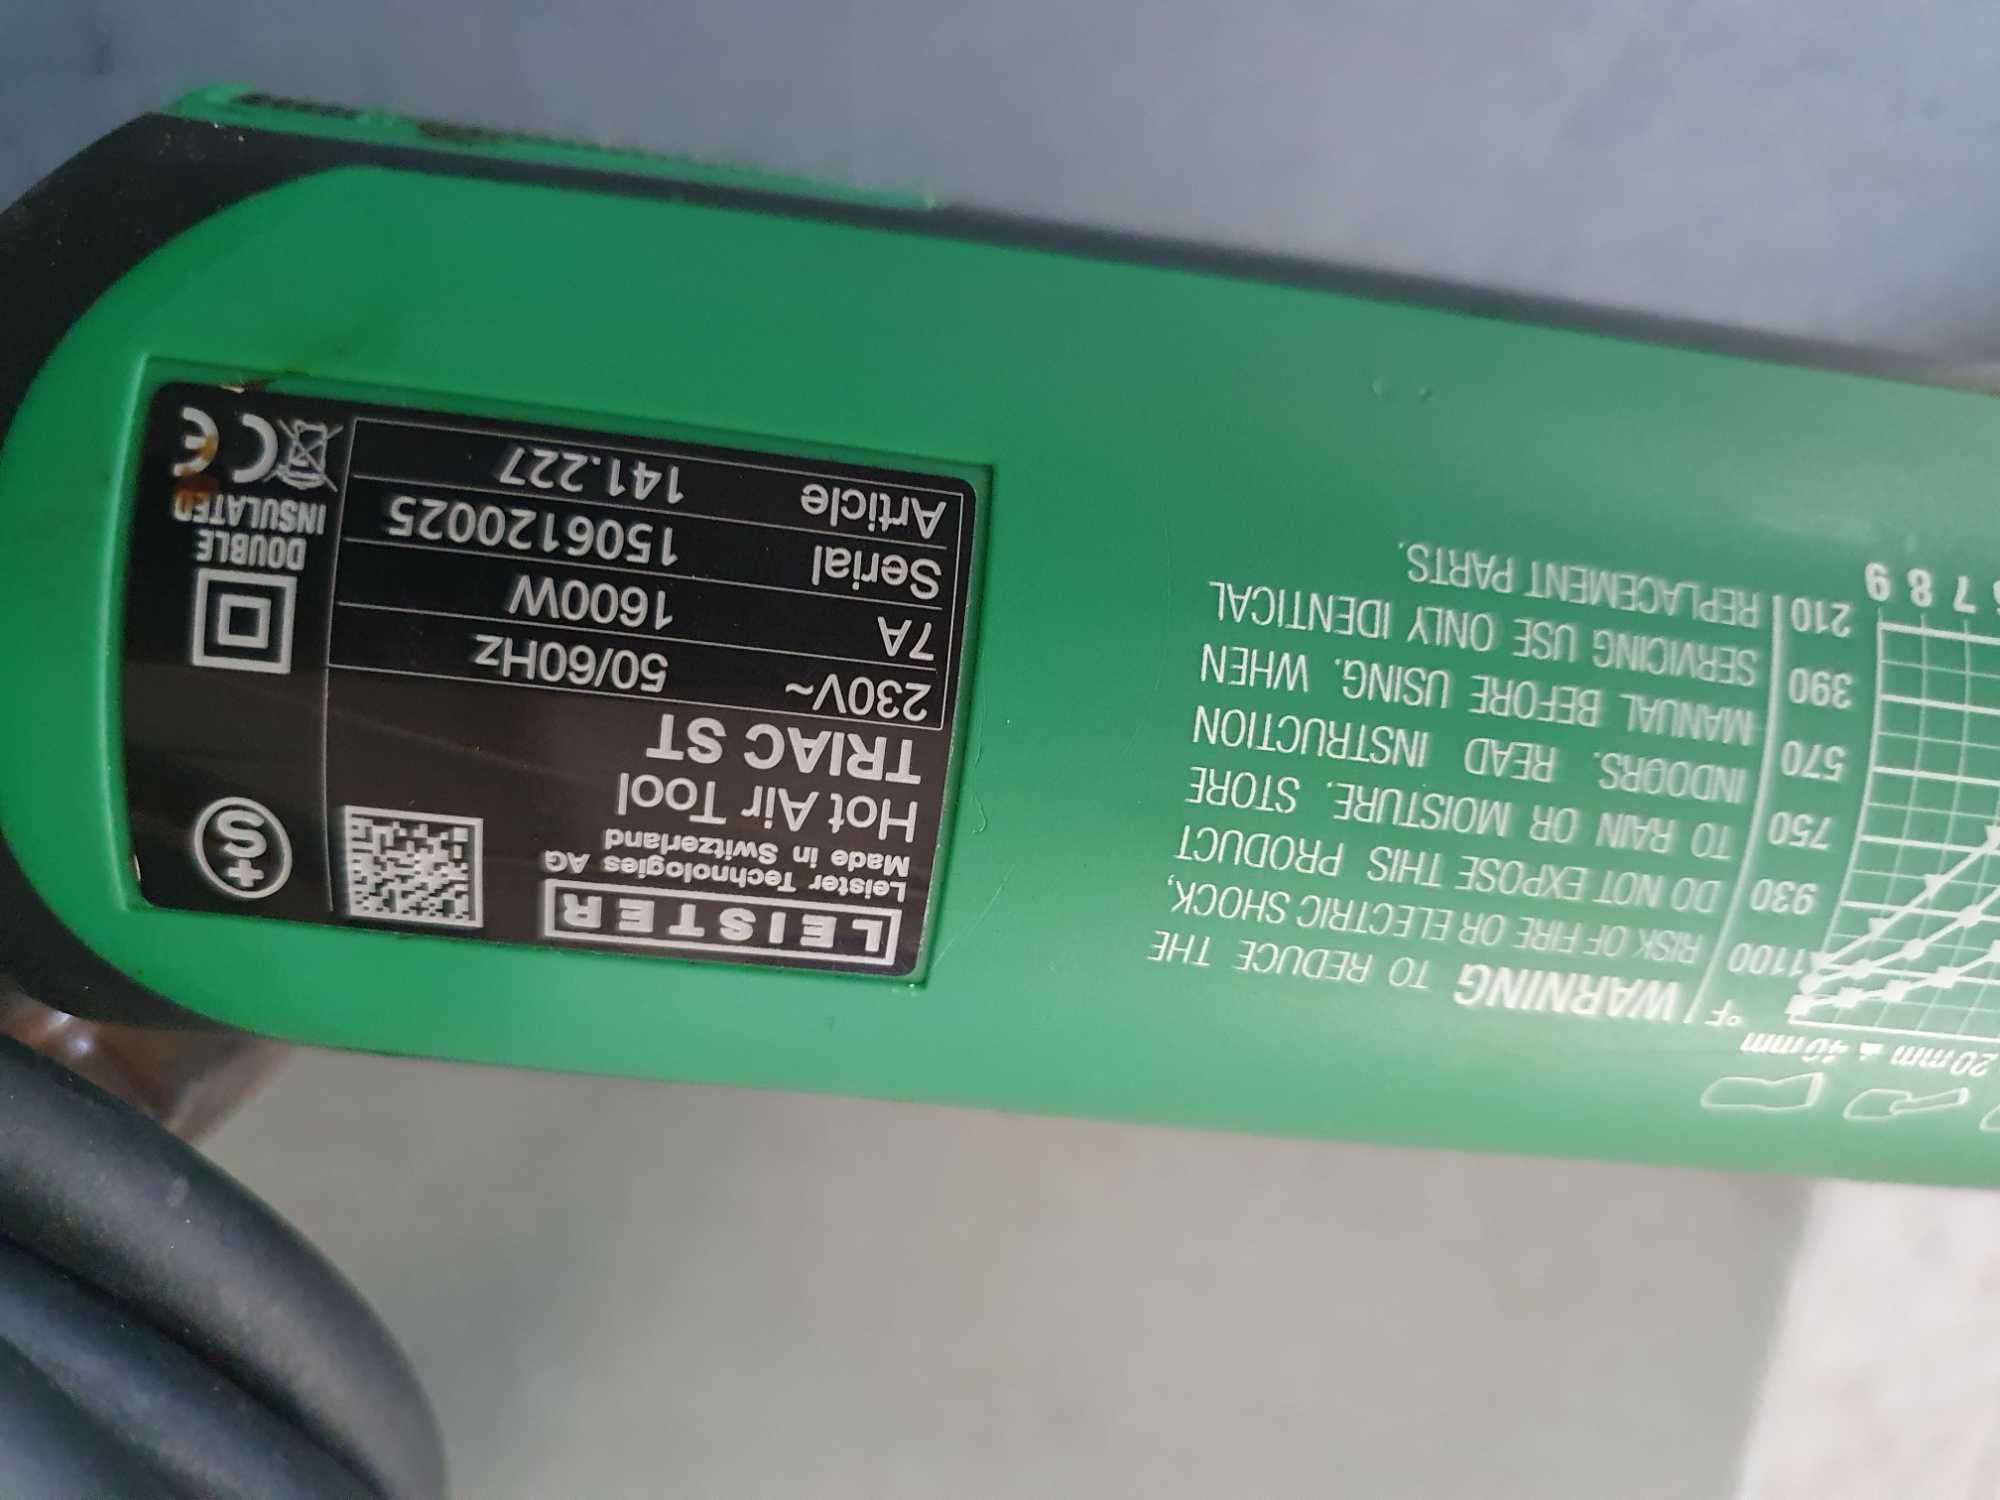 LEISTER
Leister Technologies AG
Made in Switzerland
Hot Air Tool
TRIAC ST
230V~ 50/60Hz
7A 1600W
Serial 1506120025
Article 141.227
+S
DOUBLE
INSULATED
CE
20 mm ▲ 40 mm
°F
1100
930
750
570
390
210
7 8 9
WARNING TO REDUCE THE
RISK OF FIRE OR ELECTRIC SHOCK,
DO NOT EXPOSE THIS PRODUCT
TO RAIN OR MOISTURE. STORE
INDOORS. READ INSTRUCTION
MANUAL BEFORE USING. WHEN
SERVICING USE ONLY IDENTICAL
REPLACEMENT PARTS.